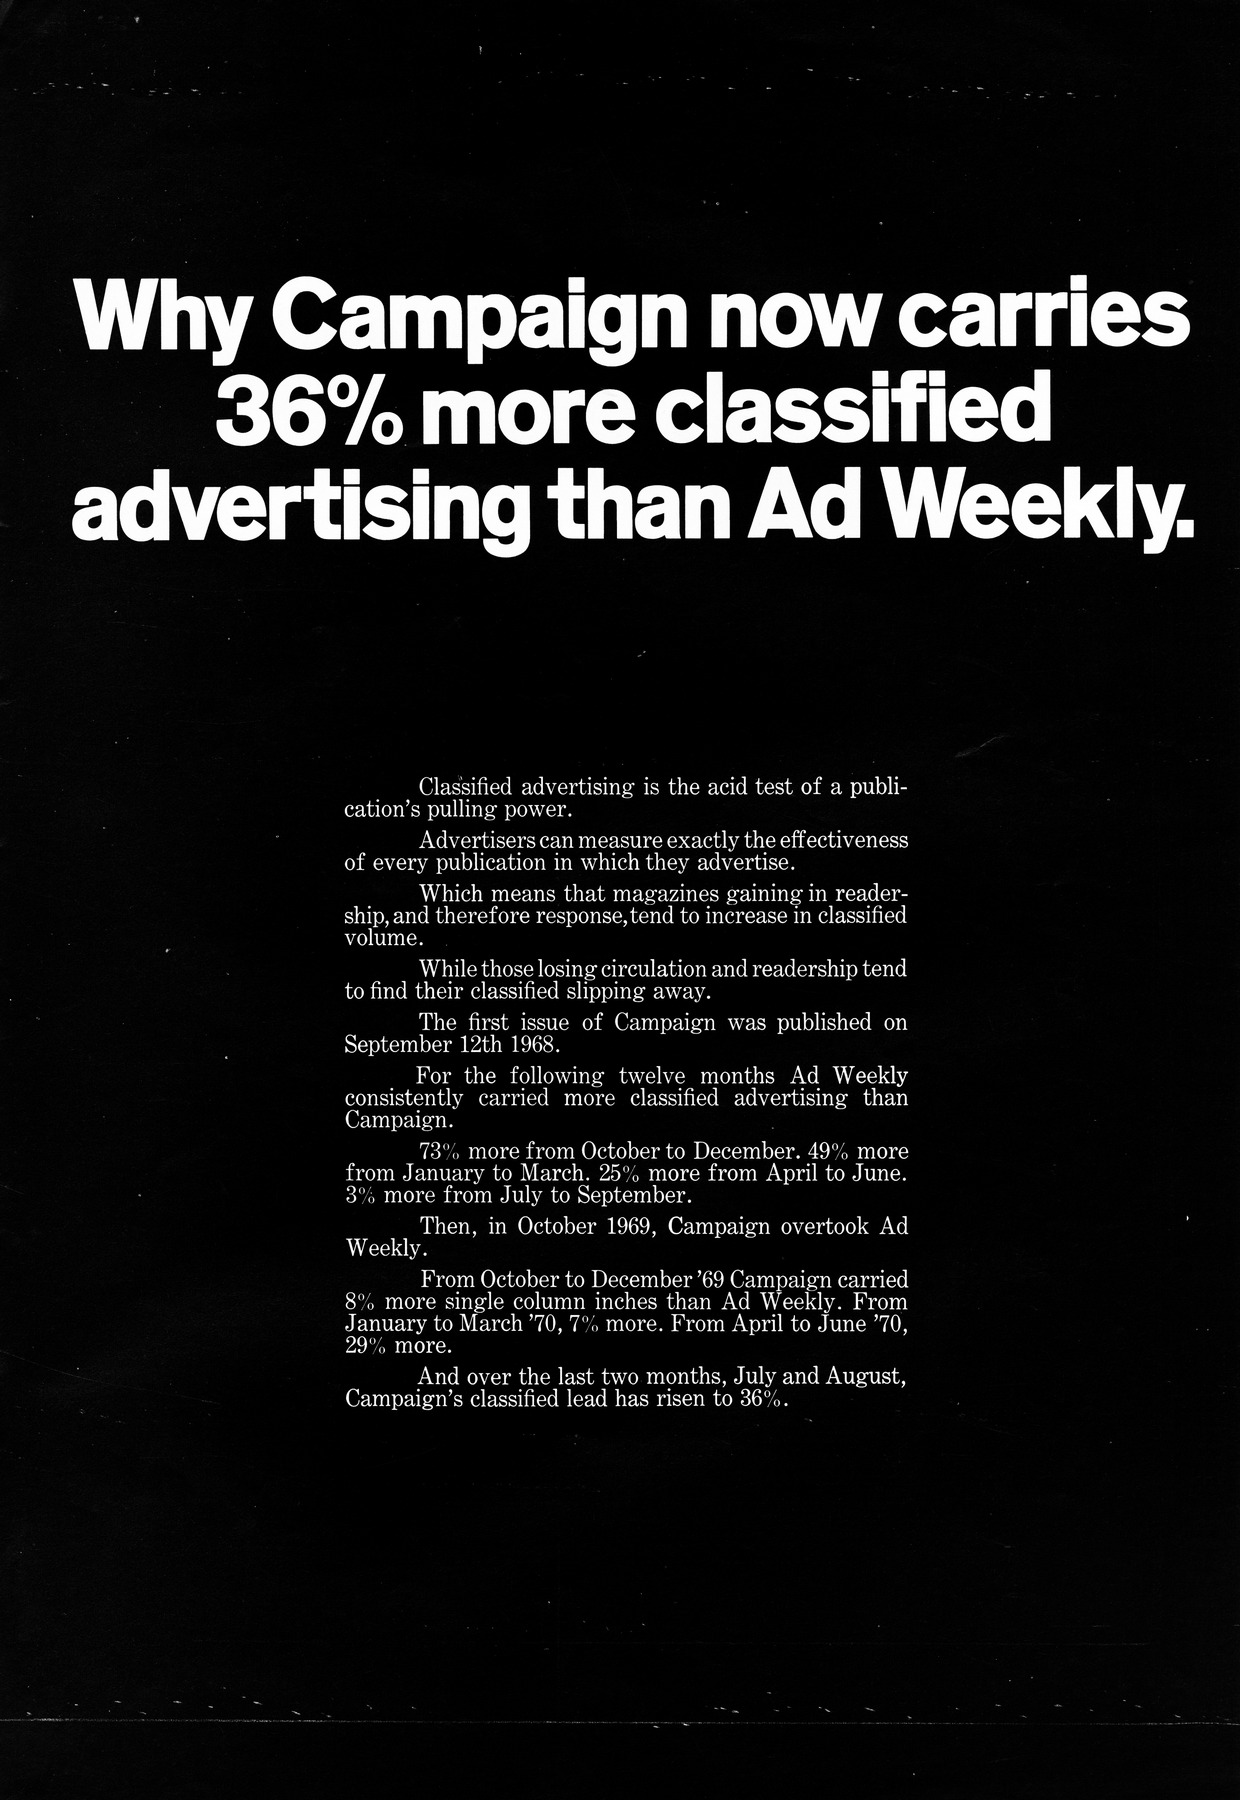 Why Campaign now carries
36% more classified
advertising than Ad Weekly.
Classified advertising is the acid test of a publi-
cation's pulling power.
Advertisers can measure exactly the effectiveness
of every publication in which they advertise.
Which means that magazines gaining in reader-
ship, and therefore response, tend to increase in classified
volume.
While those losing circulation and readership tend
to find their classified slipping away.
The first issue of Campaign was published on
September 12th 1968.
For the following twelve months Ad Weekly
consistently carried more classified advertising than
Campaign.
73% more from October to December. 49% more
from January to March. 25% more from April to June.
3% more from July to September.
Then, in October 1969, Campaign overtook Ad
Weekly.
From October to December '69 Campaign carried
8% more single column inches than Ad Weekly. From
January to March '70, 7% more. From April to June '70,
29% more.
And over the last two months, July and August,
Campaign's classified lead has risen to 36%.